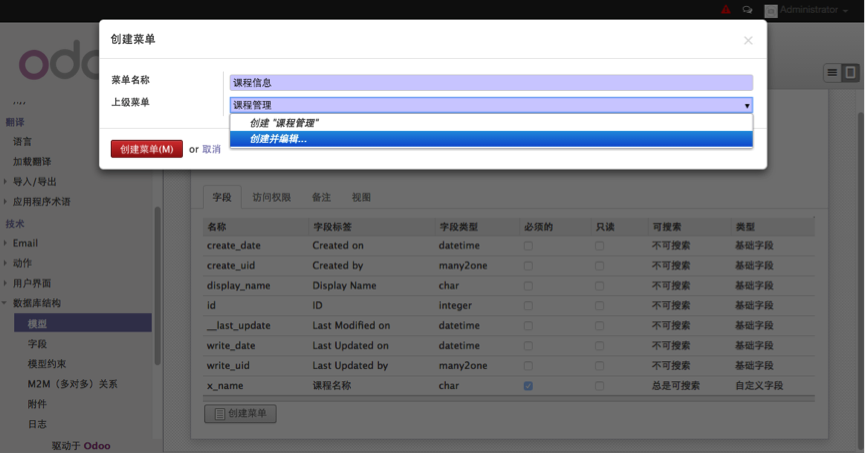 Administrator
创建菜单
×
odoo
菜单名称
课程信息
上级菜单
课程管理
创建 "课程管理"
创建并编辑...
创建菜单(M) or 取消
翻译
语言
加载翻译
导入/导出
应用程序术语
技术
Email
动作
用户界面
数据库结构
模型
字段
模型约束
M2M（多对多）关系
附件
日志
驱动于 Odoo
字段 访问权限 备注 视图
名称 字段标签 字段类型 必须的 只读 可搜索 类型
create_date Created on datetime 不可搜索 基础字段
create_uid Created by many2one 不可搜索 基础字段
display_name Display Name char 不可搜索 基础字段
id ID integer 不可搜索 基础字段
__last_update Last Modified on datetime 不可搜索 基础字段
write_date Last Updated on datetime 不可搜索 基础字段
write_uid Last Updated by many2one 不可搜索 基础字段
x_name 课程名称 char 总是可搜索 自定义字段
创建菜单